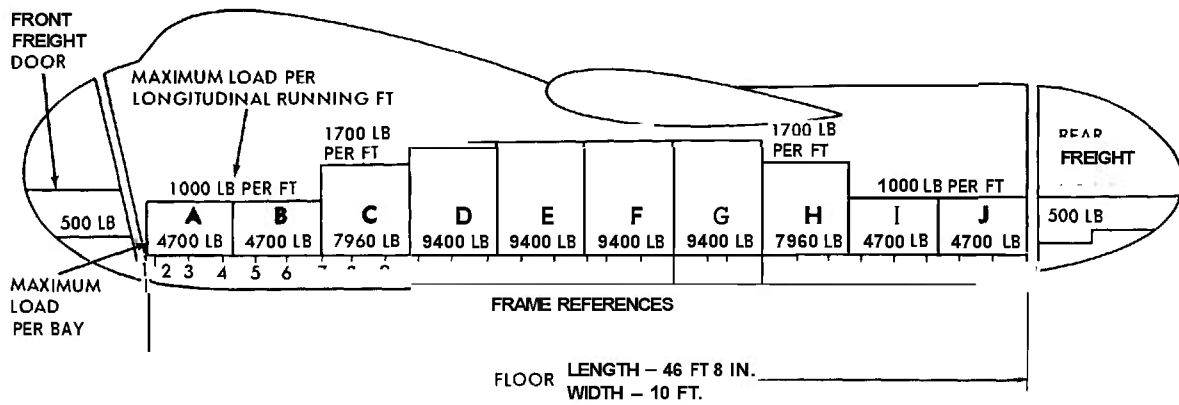 FRONT
FREIGHT
DOOR
MAXIMUM LOAD PER
LONGITUDINAL RUNNING FT
1700 LB
PER FT
1700 LB
PER FT
FREIGHT
1000 LB PER FT
1000 LB PER FT
500 LB
A B C D E F G H I J
4700 LB 4700 LB 7960 LB 9400 LB 9400 LB 9400 LB 9400 LB 7960 LB 4700 LB 4700 LB
500 LB
2 3 4 5 6
MAXIMUM
LOAD
PER BAY
FRAME REFERENCES
FLOOR LENGTH – 46 FT 8 IN.
WIDTH – 10 FT.